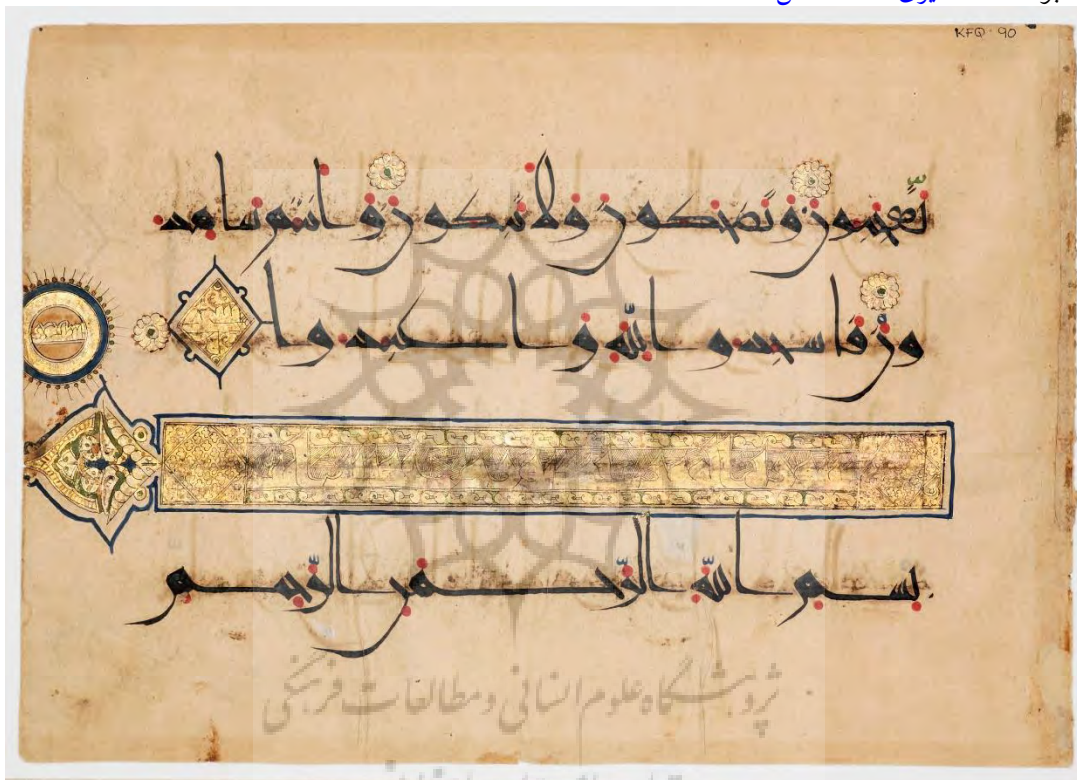 KFQ 90
تعجبون وتضحكون ولا تبكون وانتم سامد
ون فاسجدوا لله واعبدوا
بسم الله الرحمن الرحيم
پژوهشگاه علوم انسانی و مطالعات فرهنگی